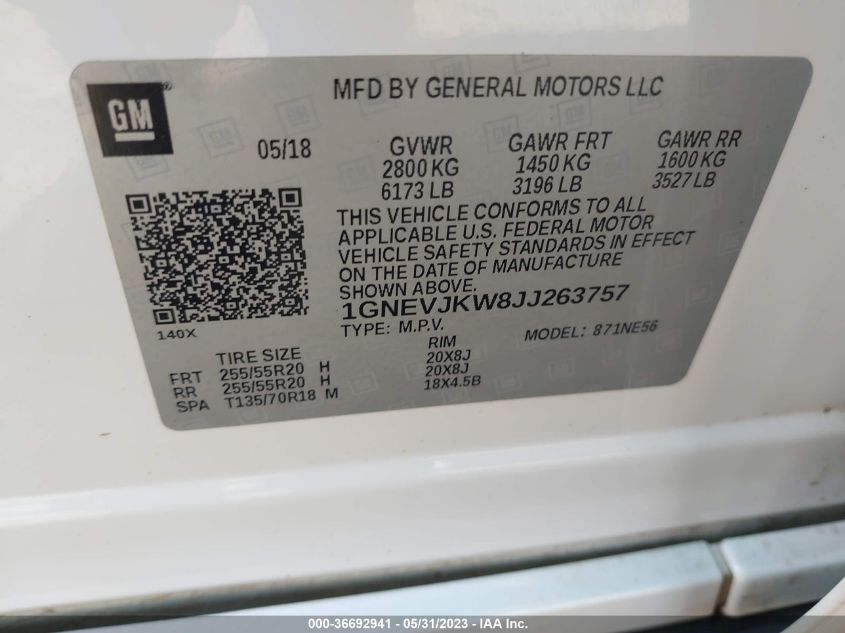 GM
MFD BY GENERAL MOTORS LLC
05/18
GVWR GAWR FRT GAWR RR
2800 KG 1450 KG 1600 KG
6173 LB 3196 LB 3527 LB
THIS VEHICLE CONFORMS TO ALL
APPLICABLE U.S. FEDERAL MOTOR
VEHICLE SAFETY STANDARDS IN EFFECT
ON THE DATE OF MANUFACTURE
SHOWN ABOVE.
1GNEVJKW8JJ263757
140X
TYPE: M.P.V. MODEL: 871NE56
TIRE SIZE RIM
FRT 255/55R20 H 20X8J
RR 255/55R20 H 20X8J
SPA T135/70R18 M 18X4.5B
000-36692941 - 05/31/2023 - IAA Inc.